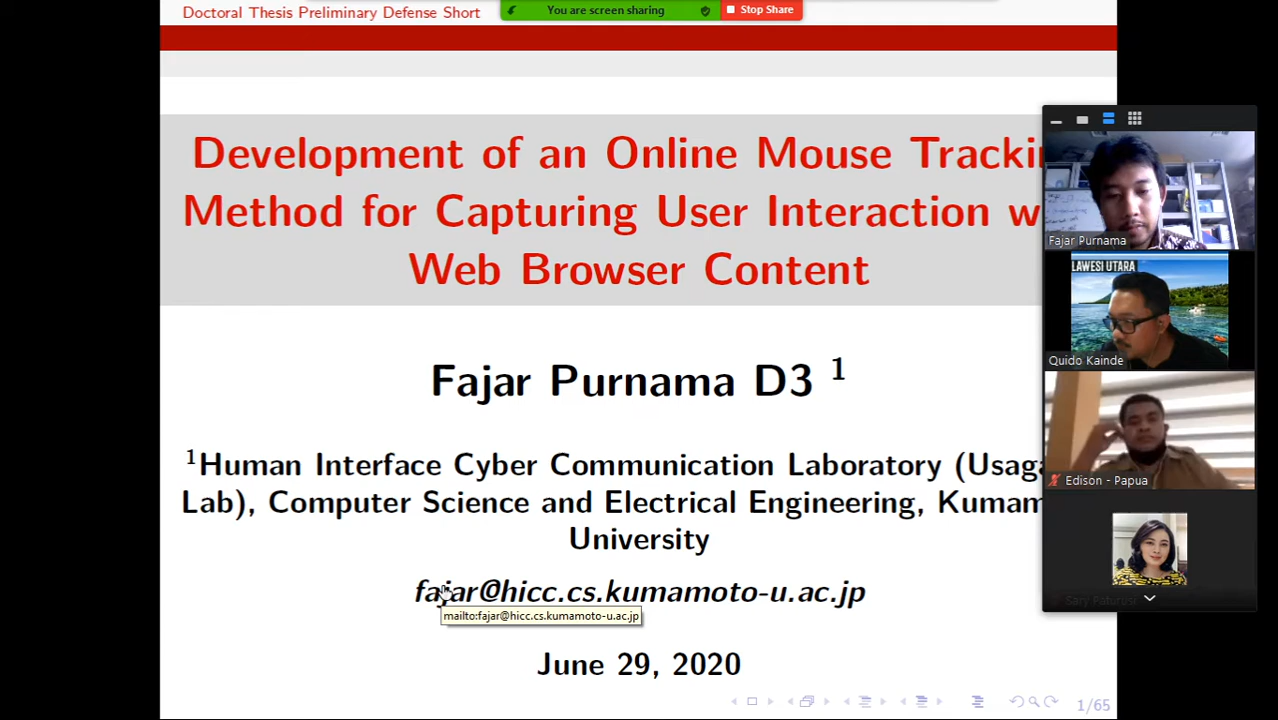 Doctoral Thesis Preliminary Defense Short
You are screen sharing
Stop Share
Development of an Online Mouse Tracki
Method for Capturing User Interaction w
Web Browser Content
Fajar Purnama D3 1
1Human Interface Cyber Communication Laboratory (Usaga
Lab), Computer Science and Electrical Engineering, Kumam
University
fajar@hicc.cs.kumamoto-u.ac.jp
mailto:fajar@hicc.cs.kumamoto-u.ac.jp
June 29, 2020
1/65
Fajar Purnama
LAWESI UTARA
Quido Kainde
Edison - Papua